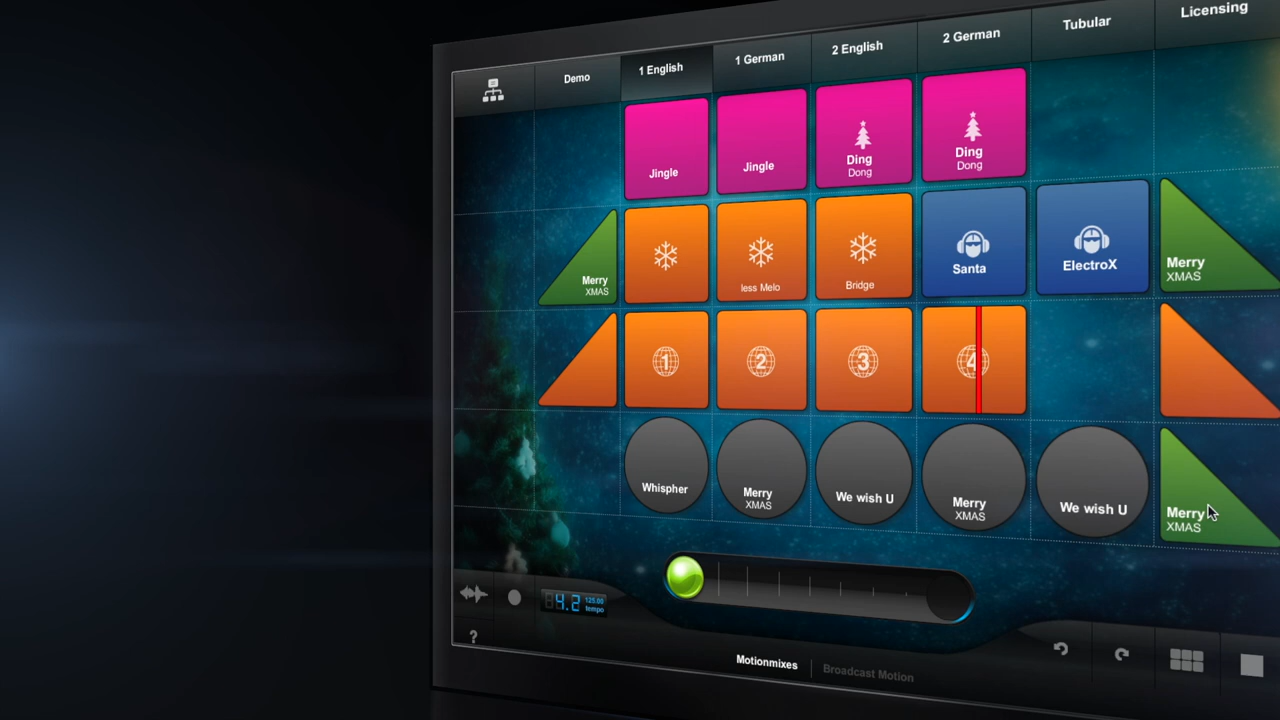 Demo
1 English
1 German
2 English
2 German
Tubular
Licensing
Jingle
Jingle
Ding
Dong
Ding
Dong
Merry
XMAS
less Melo
Bridge
Santa
ElectroX
Merry
XMAS
1
2
3
4
Whispher
Merry
XMAS
We wish U
Merry
XMAS
We wish U
Merry
XMAS
4.2
125.00
tempo
?
Motionmixes
Broadcast Motion